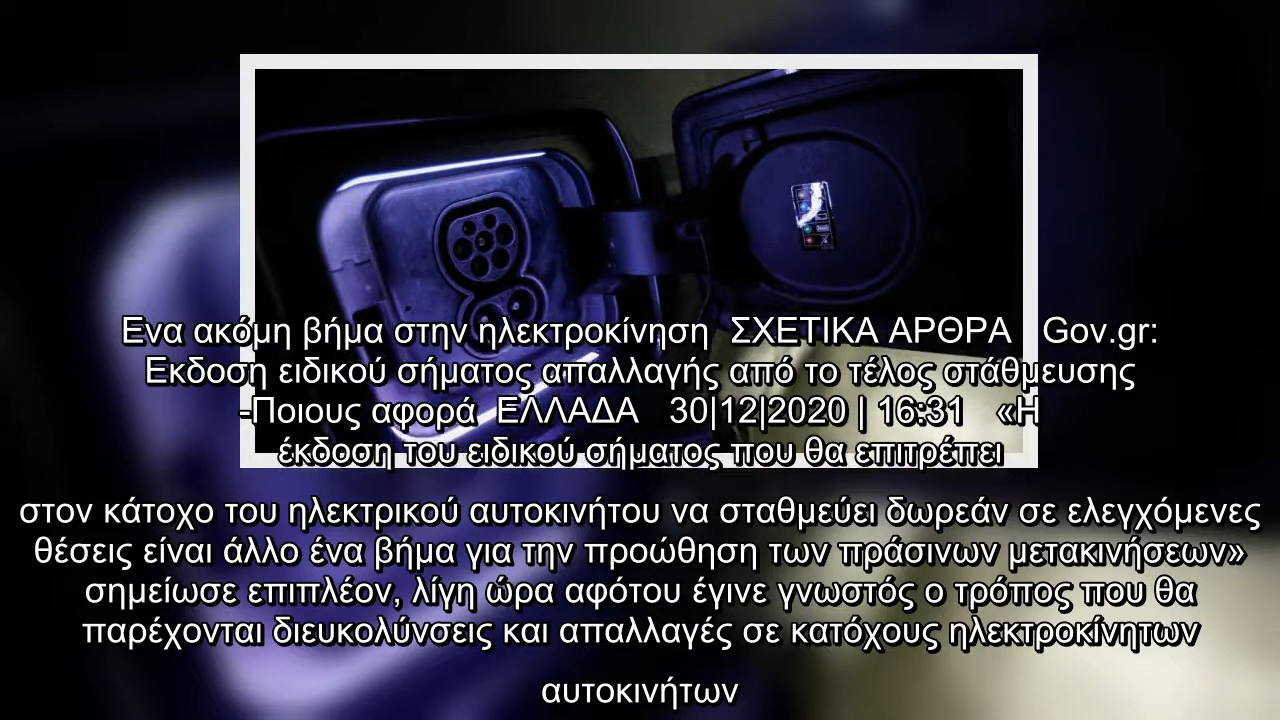 Ενα ακόμη βήμα στην ηλεκτροκίνηση ΣΧΕΤΙΚΑ ΑΡΘΡΑ Gov.gr:
Εκδοση ειδικού σήματος απαλλαγής από το τέλος στάθμευσης
-Ποιους αφορά ΕΛΛΑΔΑ 30|12|2020 | 16:31 «Η
έκδοση του ειδικού σήματος που θα επιτρέπει
στον κάτοχο του ηλεκτρικού αυτοκινήτου να σταθμεύει δωρεάν σε ελεγχόμενες
θέσεις είναι άλλο ένα βήμα για την προώθηση των πράσινων μετακινήσεων»
σημείωσε επιπλέον, λίγη ώρα αφότου έγινε γνωστός ο τρόπος που θα
παρέχονται διευκολύνσεις και απαλλαγές σε κατόχους ηλεκτροκίνητων
αυτοκινήτων